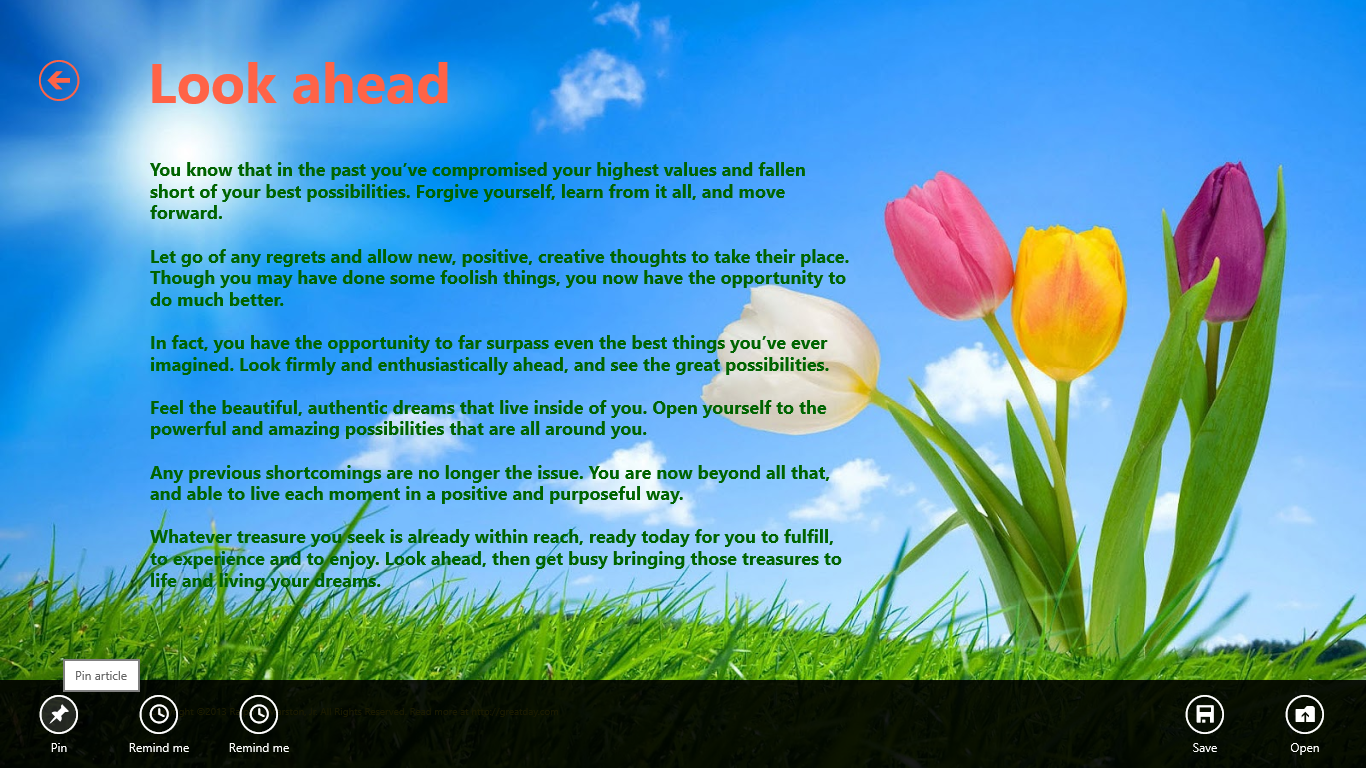 Look ahead
You know that in the past you’ve compromised your highest values and fallen
short of your best possibilities. Forgive yourself, learn from it all, and move
forward.
Let go of any regrets and allow new, positive, creative thoughts to take their place.
Though you may have done some foolish things, you now have the opportunity to
do much better.
In fact, you have the opportunity to far surpass even the best things you’ve ever
imagined. Look firmly and enthusiastically ahead, and see the great possibilities.
Feel the beautiful, authentic dreams that live inside of you. Open yourself to the
powerful and amazing possibilities that are all around you.
Any previous shortcomings are no longer the issue. You are now beyond all that,
and able to live each moment in a positive and purposeful way.
Whatever treasure you seek is already within reach, ready today for you to fulfill,
to experience and to enjoy. Look ahead, then get busy bringing those treasures to
life and living your dreams.
Pin article
Pin
Remind me
Remind me
Save
Open